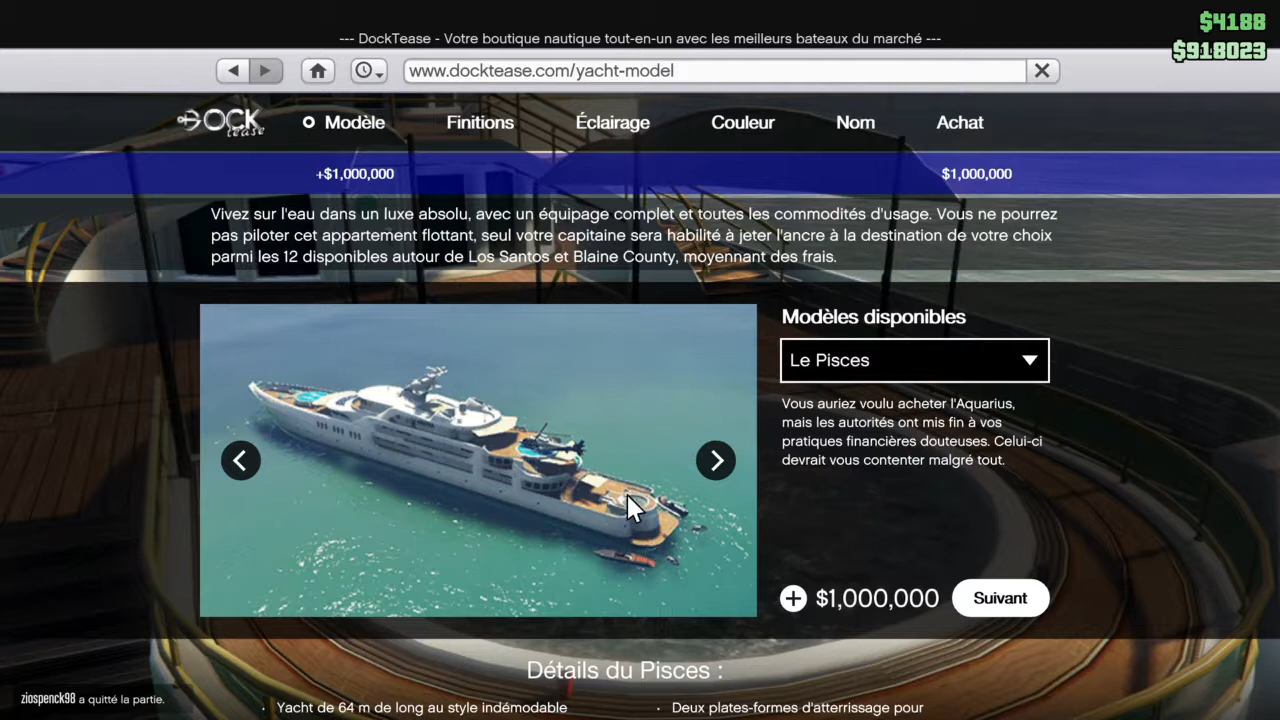 $4188
--- DockTease - Votre boutique nautique tout-en-un avec les meilleurs bateaux du marché ---
$918023
www.docktease.com/yacht-model
DOCK
tease
Modèle
Finitions
Éclairage
Couleur
Nom
Achat
+$1,000,000
$1,000,000
Vivez sur l'eau dans un luxe absolu, avec un équipage complet et toutes les commodités d'usage. Vous ne pourrez
pas piloter cet appartement flottant, seul votre capitaine sera habilité à jeter l'ancre à la destination de votre choix
parmi les 12 disponibles autour de Los Santos et Blaine County, moyennant des frais.
Modèles disponibles
Le Pisces
Vous auriez voulu acheter l'Aquarius,
mais les autorités ont mis fin à vos
pratiques financières douteuses. Celui-ci
devrait vous contenter malgré tout.
$1,000,000
Suivant
Détails du Pisces :
ziospenck98 a quitté la partie.
· Yacht de 64 m de long au style indémodable
· Deux plates-formes d'atterrissage pour